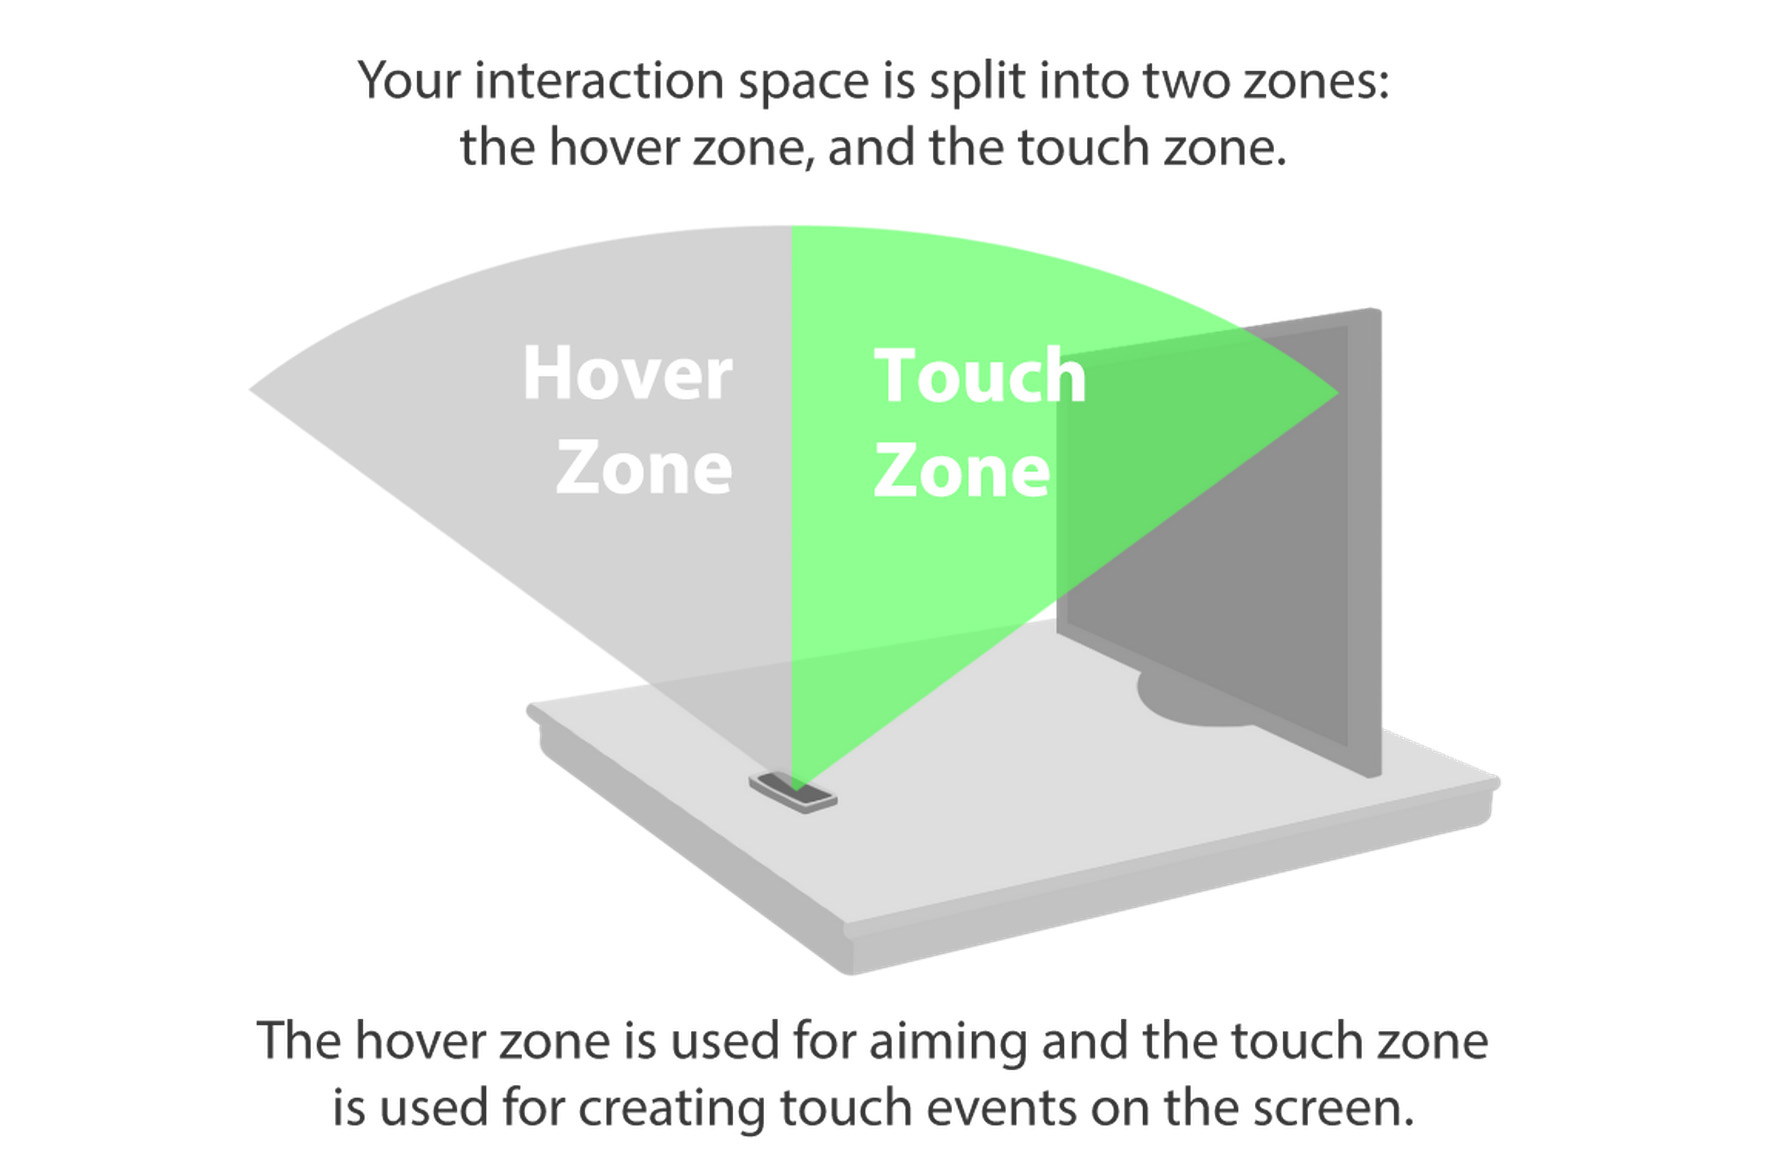 Your interaction space is split into two zones:
the hover zone, and the touch zone.
Hover
Zone
Touch
Zone
The hover zone is used for aiming and the touch zone
is used for creating touch events on the screen.